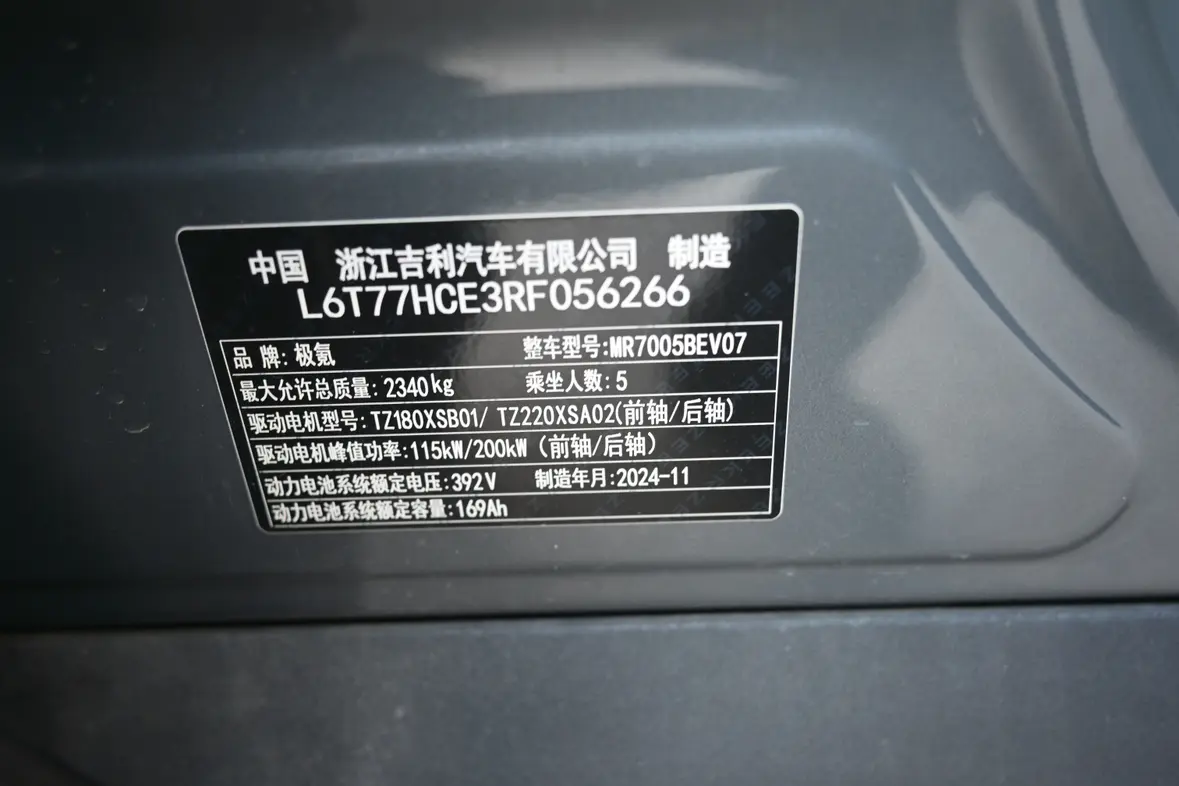 中国 浙江吉利汽车有限公司 制造
L6T77HCE3RF056266
品 牌: 极氪 整车型号:MR7005BEV07
最大允许总质量: 2340kg 乘坐人数: 5
驱动电机型号: TZ180XSB01/ TZ220XSA02(前轴/后轴)
驱动电机峰值功率:115kW/200kW (前轴/后轴)
动力电池系统额定电压:392V 制造年月:2024-11
动力电池系统额定容量:169Ah